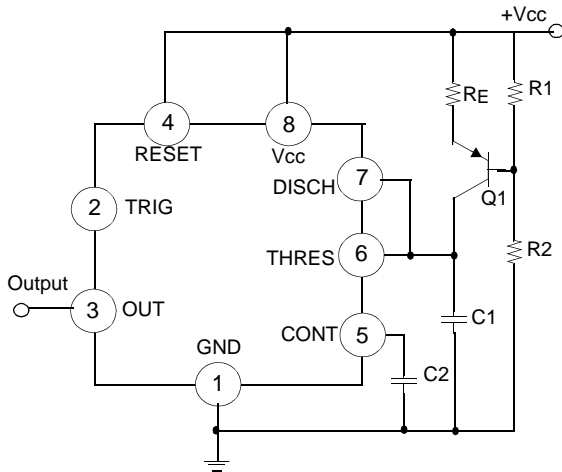 +Vcc
RE
R1
4
RESET
8
Vcc
7
DISCH
Q1
2
TRIG
6
THRES
R2
Output
3
OUT
5
CONT
C1
GND
1
C2